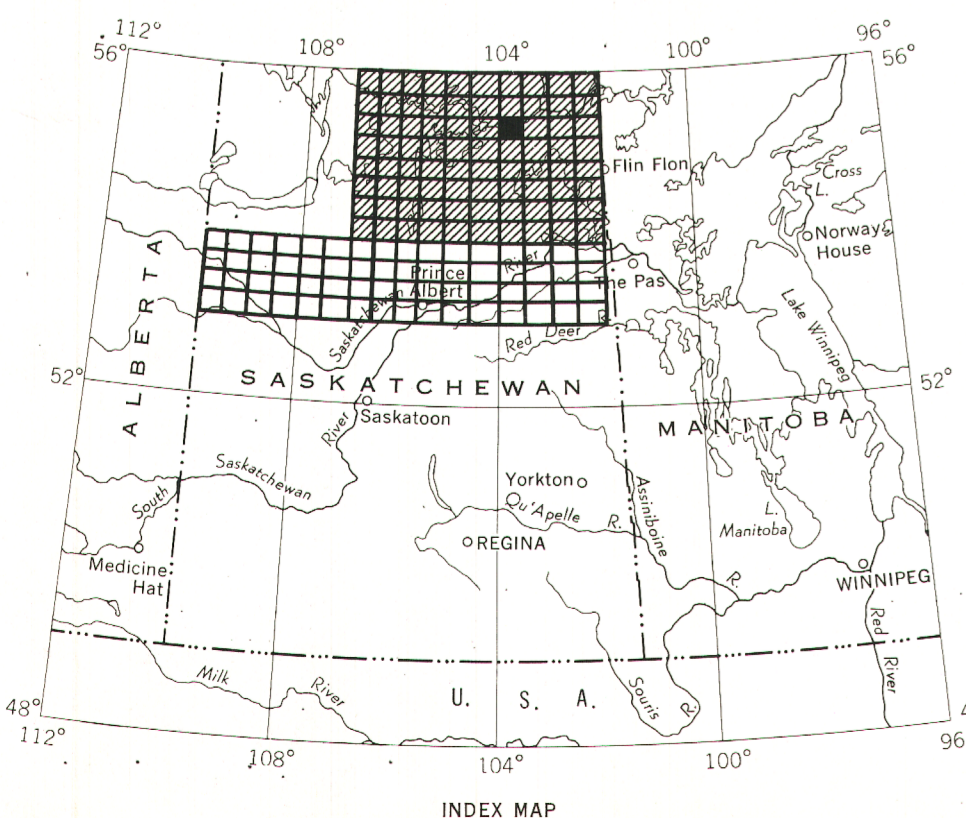 112°
108°
104°
100°
96°
56°
56°
Flin Flon
Cross
L.
Norway
House
River
Prince
Albert
The Pas
Saskatchewan
R.
Red Deer
Lake Winnipeg
ALBERTA
52°
SASKATCHEWAN
52°
Saskatoon
River
MANITOBA
Saskatchewan
South
Yorkton
Qu'Apelle R.
Assiniboine
L.
Manitoba
REGINA
Medicine
Hat
R.
WINNIPEG
Red
River
Milk
River
U. S. A.
Souris
R.
48°
4
112°
108°
104°
100°
96
INDEX MAP